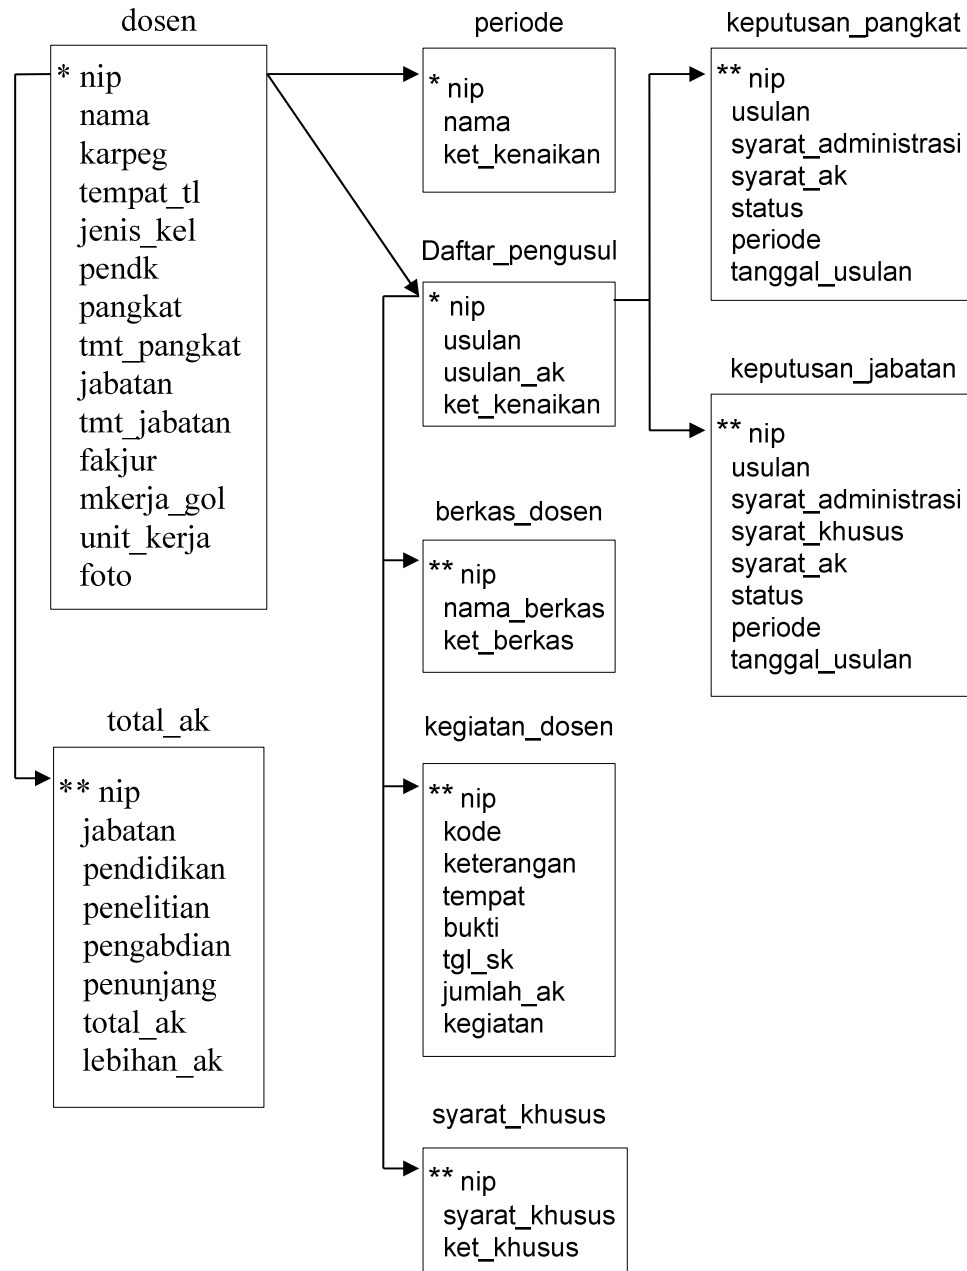 dosen
* nip
nama
karpeg
tempat_tl
jenis_kel
pendk
pangkat
tmt_pangkat
jabatan
tmt_jabatan
fakjur
mkerja_gol
unit_kerja
foto
total_ak
** nip
jabatan
pendidikan
penelitian
pengabdian
penunjang
total_ak
lebihan_ak
periode
* nip
nama
ket_kenaikan
Daftar_pengusul
* nip
usulan
usulan_ak
ket_kenaikan
berkas_dosen
** nip
nama_berkas
ket_berkas
kegiatan_dosen
** nip
kode
keterangan
tempat
bukti
tgl_sk
jumlah_ak
kegiatan
syarat_khusus
** nip
syarat_khusus
ket_khusus
keputusan_pangkat
** nip
usulan
syarat_administrasi
syarat_ak
status
periode
tanggal_usulan
keputusan_jabatan
** nip
usulan
syarat_administrasi
syarat_khusus
syarat_ak
status
periode
tanggal_usulan